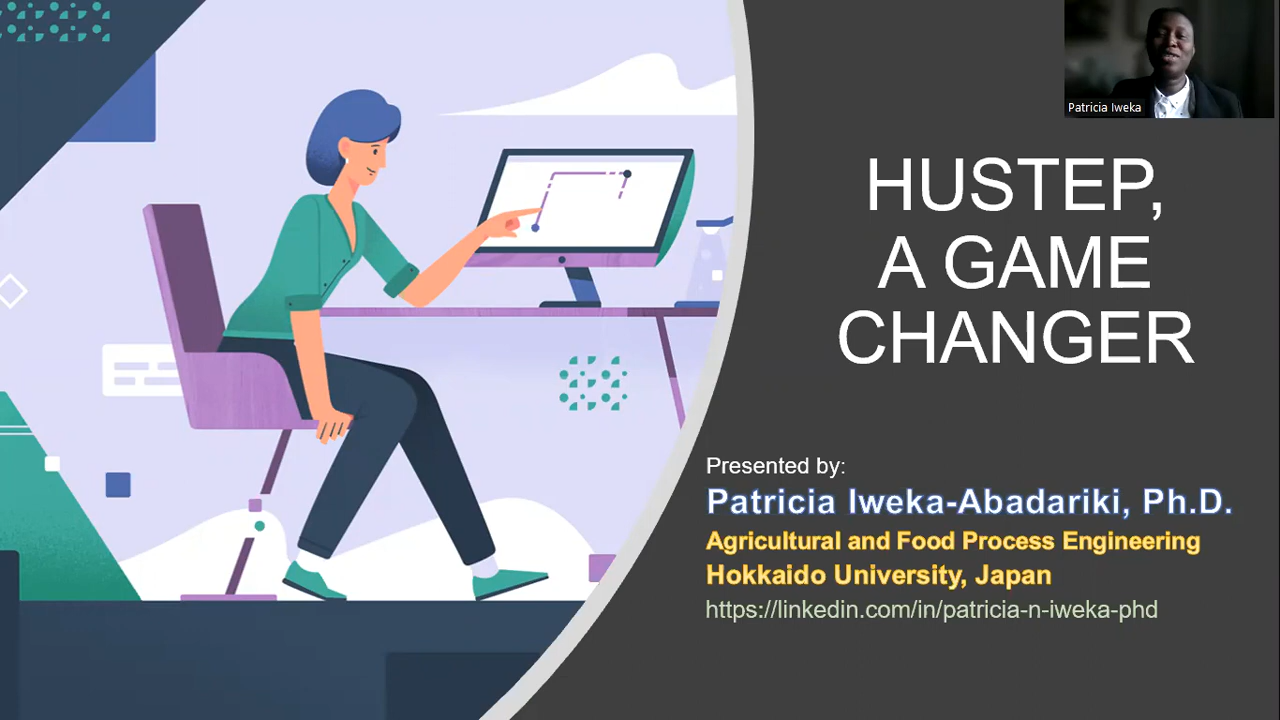 Patricia Iweka
HUSTEP,
A GAME
CHANGER
Presented by:
Patricia Iweka-Abadariki, Ph.D.
Agricultural and Food Process Engineering
Hokkaido University, Japan
https://linkedin.com/in/patricia-n-iweka-phd